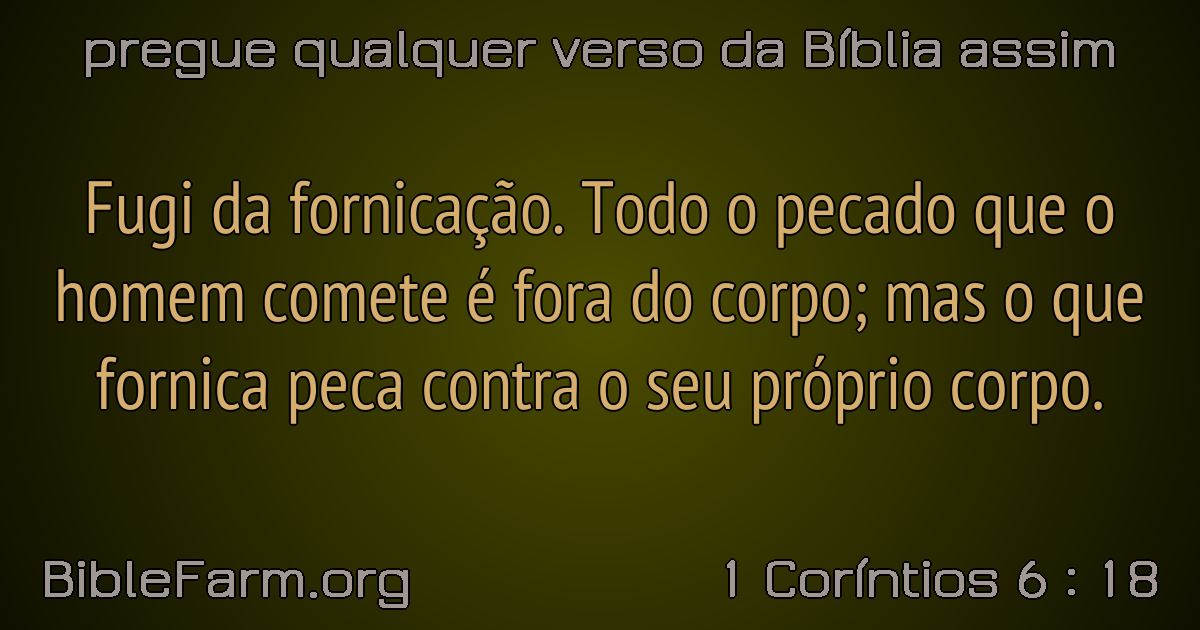 pregue qualquer verso da Bíblia assim
Fugi da fornicação. Todo o pecado que o
homem comete é fora do corpo; mas o que
fornica peca contra o seu próprio corpo.
BibleFarm.org
1 Coríntios 6 : 18